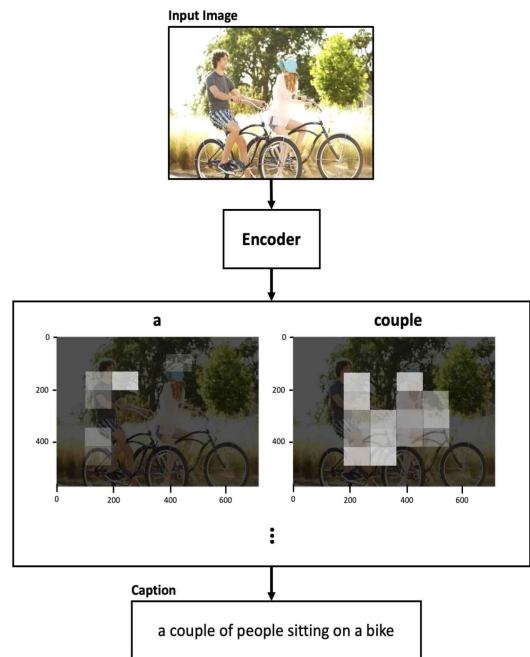 Input Image
Encoder
a couple
0 0
200 200
400 400
0 200 400 600 0 200 400 600
Caption
a couple of people sitting on a bike